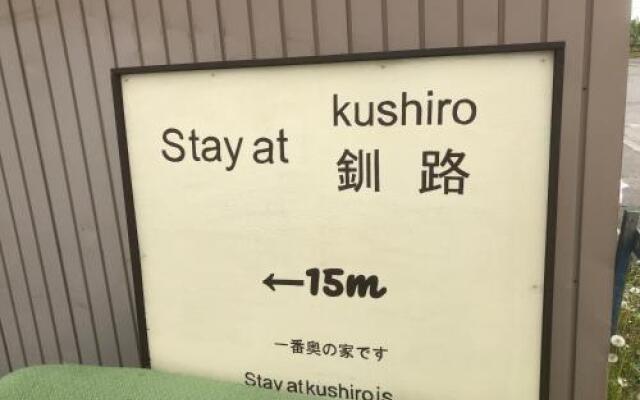 kushiro
Stay at 釧 路
←15m
一番奥の家です
Stay at kushiro is